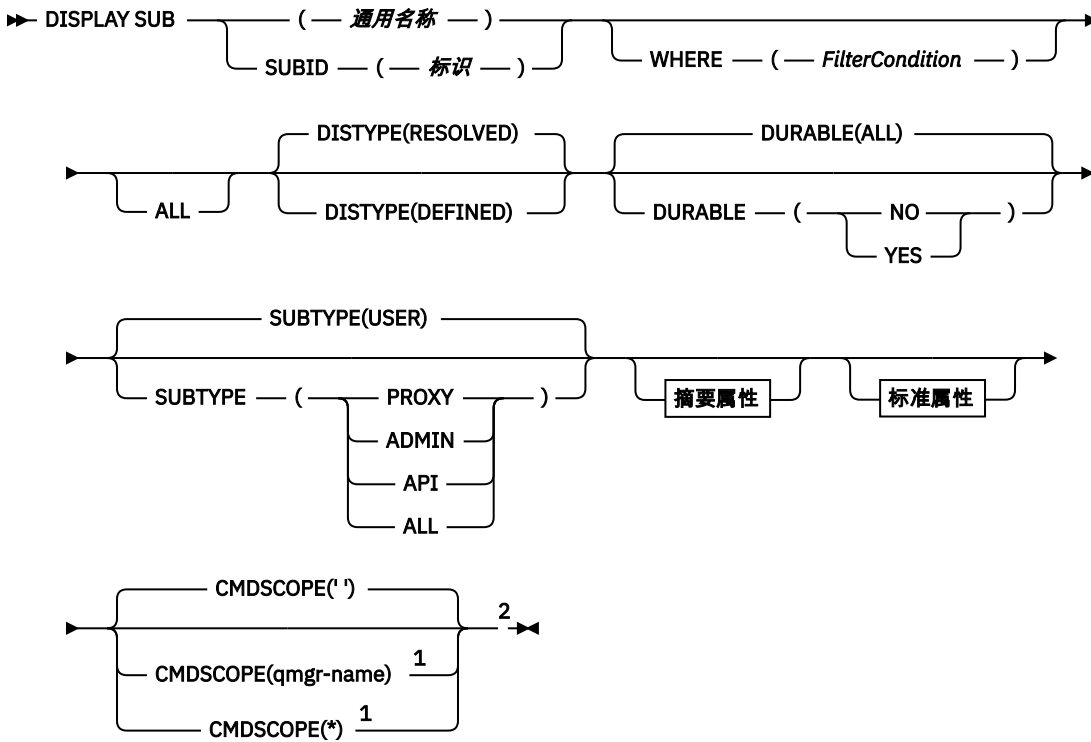 DISPLAY SUB ( 通用名称 )
SUBID ( 标识 )
WHERE ( FilterCondition )
ALL
DISTYPE(RESOLVED)
DISTYPE(DEFINED)
DURABLE(ALL)
DURABLE ( NO )
YES
SUBTYPE(USER)
SUBTYPE ( PROXY )
ADMIN
API
ALL
摘要属性
标准属性
CMDSCOPE(' ')
2
CMDSCOPE(qmgr-name) 1
CMDSCOPE(*) 1